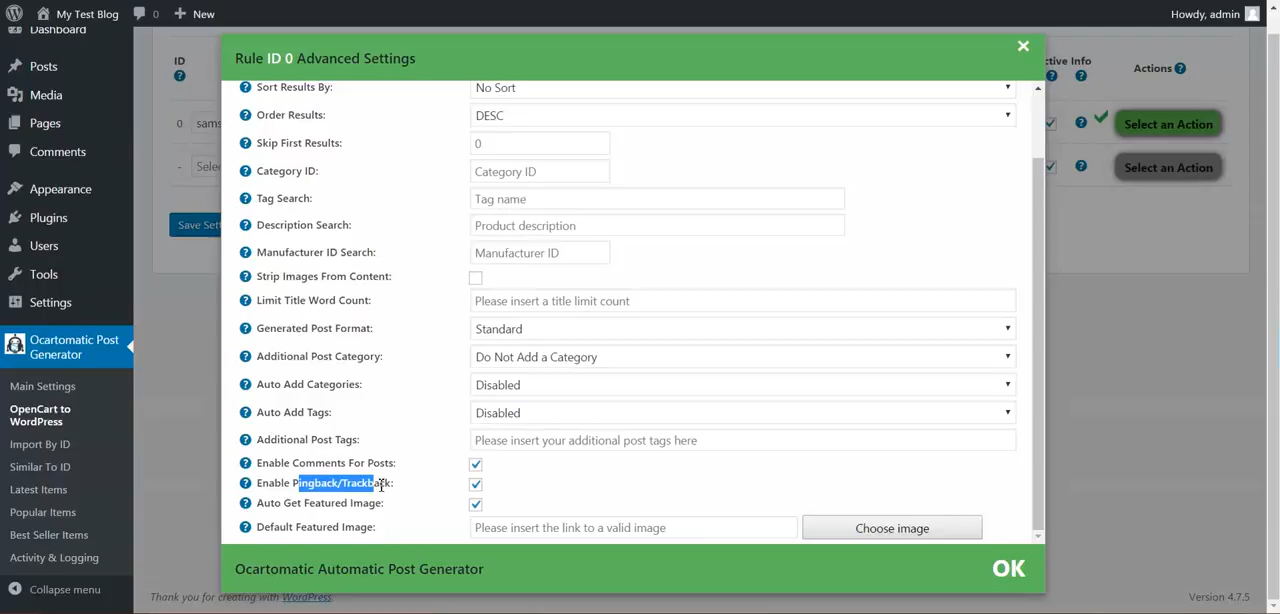 My Test Blog
0
New
Howdy, admin
Dashboard
Posts
Media
Pages
Comments
Appearance
Plugins
Users
Tools
Settings
Ocartomatic Post
Generator
Main Settings
OpenCart to
WordPress
Import By ID
Similar To ID
Latest Items
Popular Items
Best Seller Items
Activity & Logging
Collapse menu
ID
Info
Actions
0
sams
Select an Action
-
Select an Action
Save Sett
Rule ID 0 Advanced Settings
Sort Results By:
No Sort
Order Results:
DESC
Skip First Results:
0
Category ID:
Category ID
Tag Search:
Tag name
Description Search:
Product description
Manufacturer ID Search:
Manufacturer ID
Strip Images From Content:
Limit Title Word Count:
Please insert a title limit count
Generated Post Format:
Standard
Additional Post Category:
Do Not Add a Category
Auto Add Categories:
Disabled
Auto Add Tags:
Disabled
Additional Post Tags:
Please insert your additional post tags here
Enable Comments For Posts:
Enable Pingback/Trackback:
Auto Get Featured Image:
Default Featured Image:
Please insert the link to a valid image
Choose image
Ocartomatic Automatic Post Generator
OK
Thank you for creating with WordPress.
Version 4.7.5